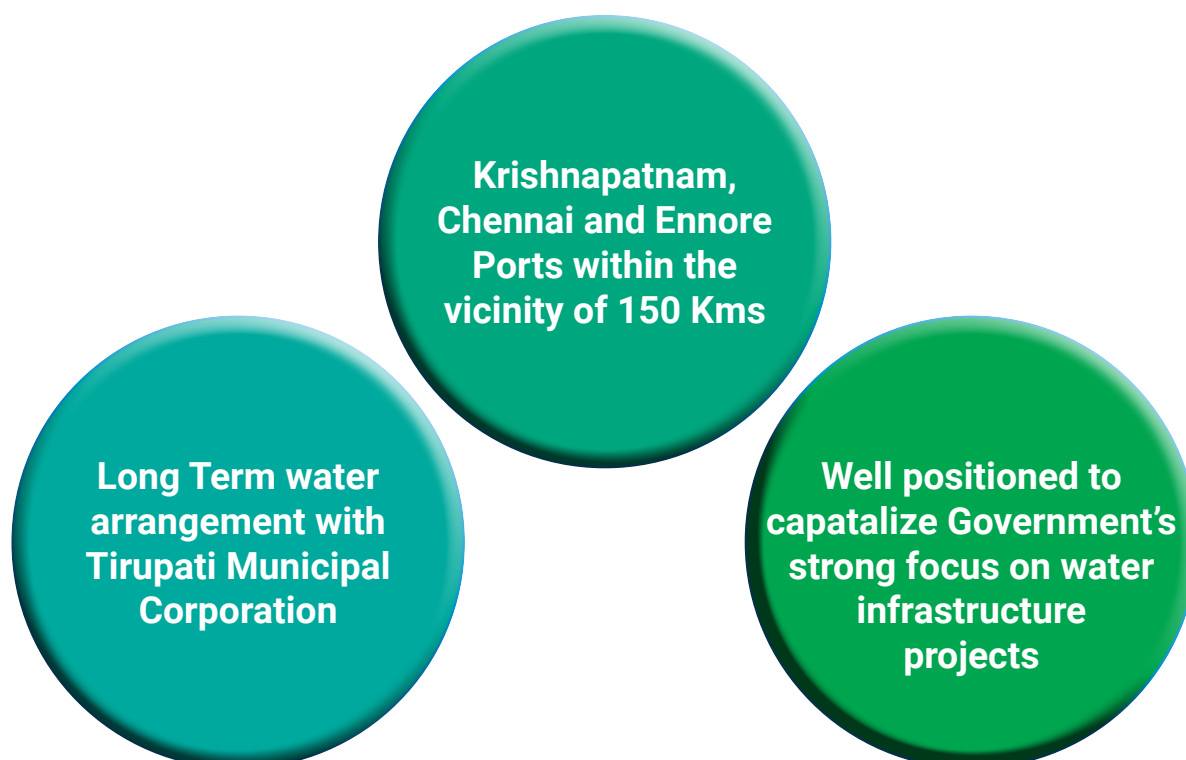 Krishnapatnam,
Chennai and Ennore
Ports within the
vicinity of 150 Kms
Long Term water
arrangement with
Tirupati Municipal
Corporation
Well positioned to
capatalize Government’s
strong focus on water
infrastructure
projects